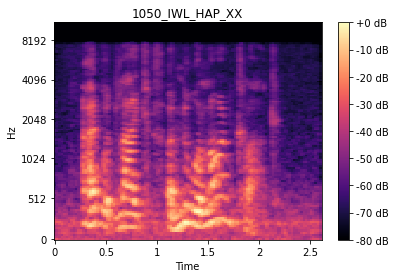 1050_IWL_HAP_XX
8192
4096
2048
1024
512
0
Hz
0
0.5
1
1.5
2
2.5
Time
+0 dB
-10 dB
-20 dB
-30 dB
-40 dB
-50 dB
-60 dB
-70 dB
-80 dB